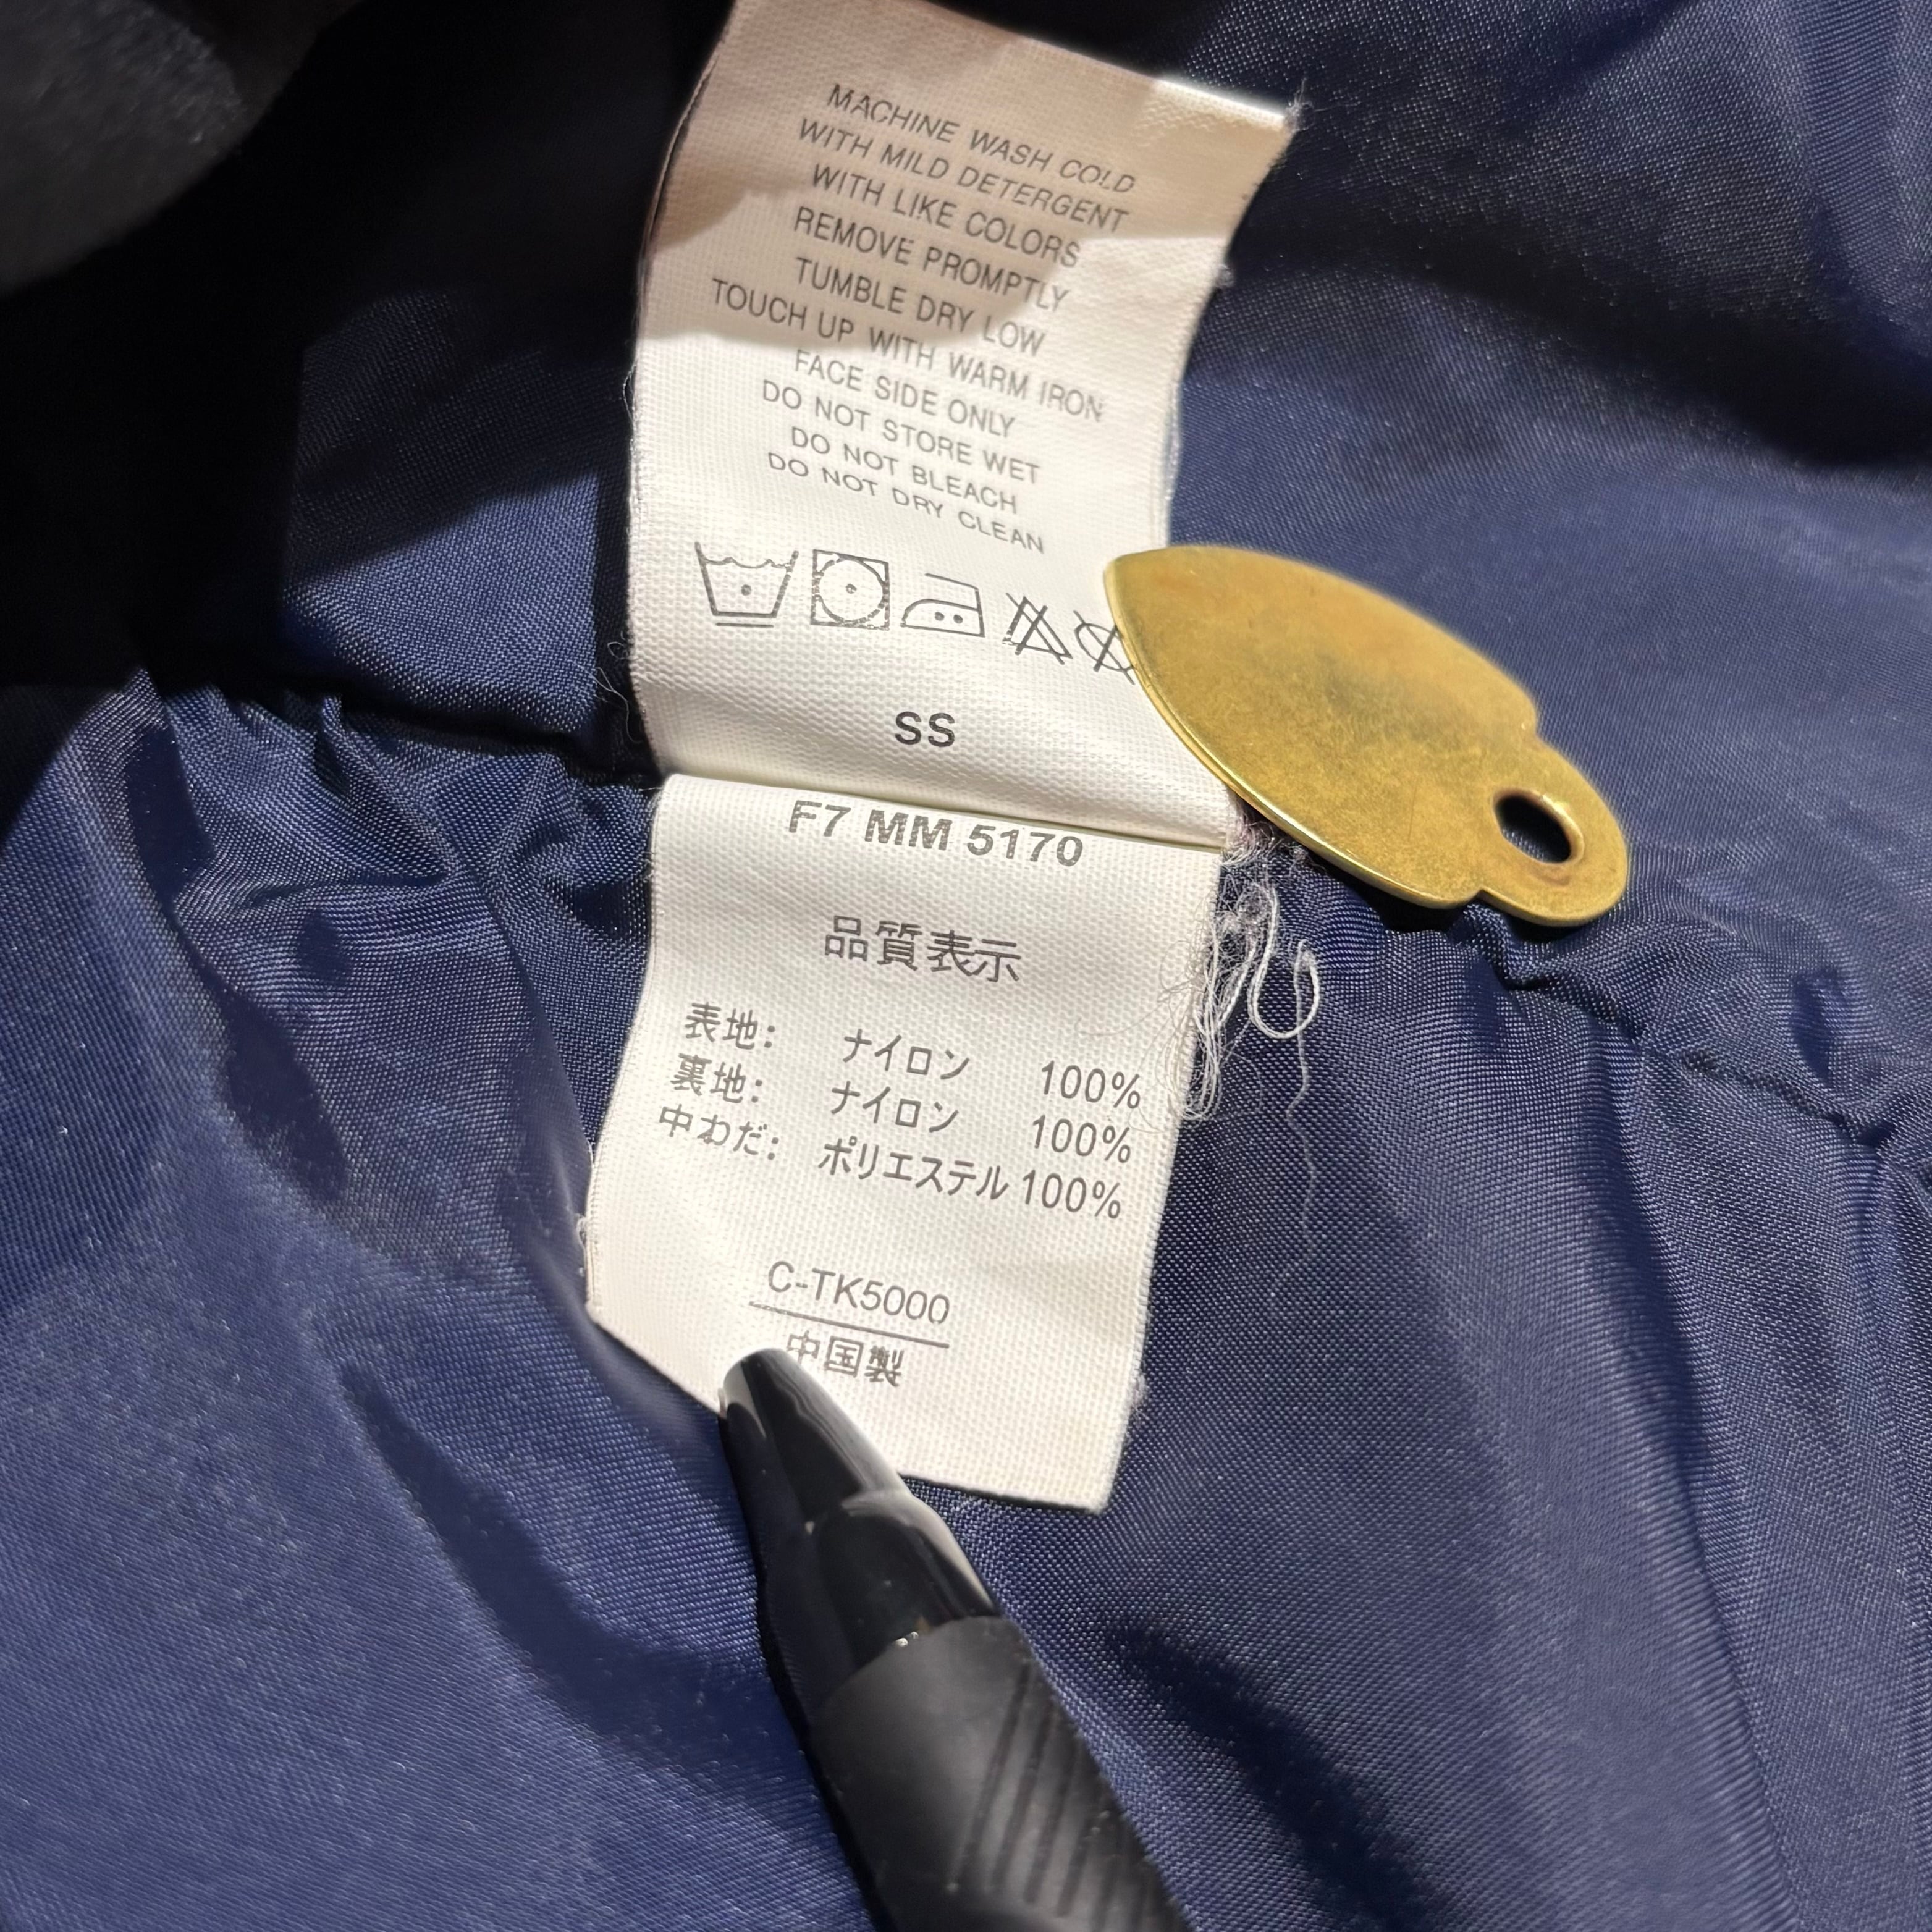 MACHINE WASH COLD
WITH MILD DETERGENT
WITH LIKE COLORS
REMOVE PROMPTLY
TUMBLE DRY LOW
TOUCH UP WITH WARM IRON
FACE SIDE ONLY
DO NOT STORE WET
DO NOT BLEACH
DO NOT DRY CLEAN
SS
F7 MM 5170
品質表示
表地: ナイロン 100%
裏地: ナイロン 100%
中わだ: ポリエステル 100%
C-TK5000
中国製